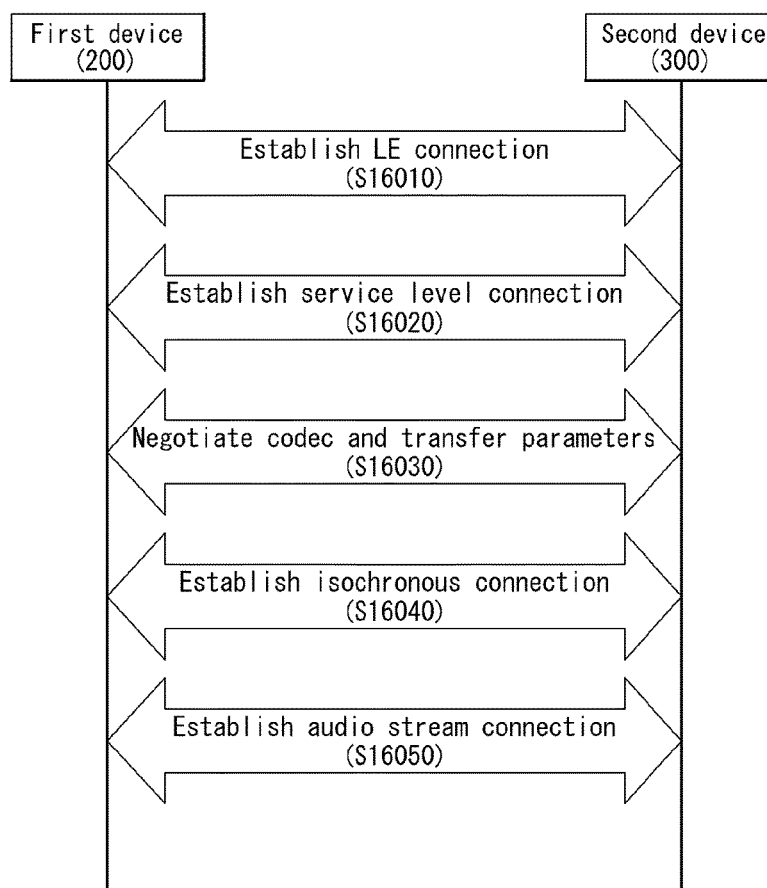 First device
(200)
Second device
(300)
Establish LE connection
(S16010)
Establish service level connection
(S16020)
Negotiate codec and transfer parameters
(S16030)
Establish isochronous connection
(S16040)
Establish audio stream connection
(S16050)